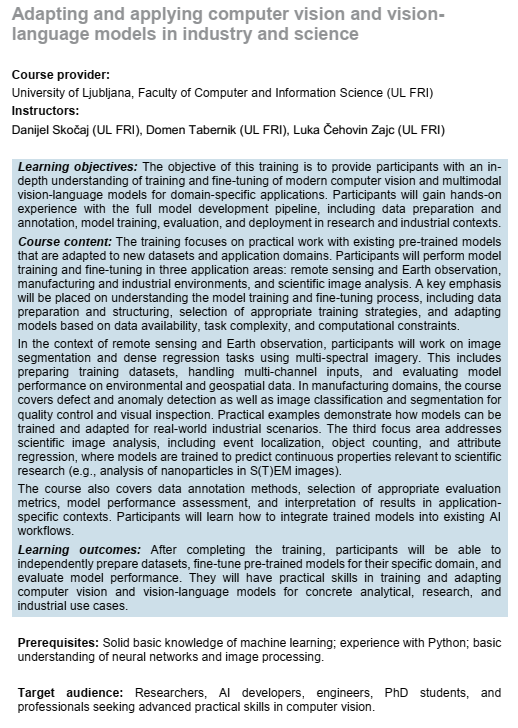 Adapting and applying computer vision and vision-
language models in industry and science
Course provider:
University of Ljubljana, Faculty of Computer and Information Science (UL FRI)
Instructors:
Danijel Skočaj (UL FRI), Domen Tabernik (UL FRI), Luka Čehovin Zajc (UL FRI)
Learning objectives: The objective of this training is to provide participants with an in-
depth understanding of training and fine-tuning of modern computer vision and multimodal
vision-language models for domain-specific applications. Participants will gain hands-on
experience with the full model development pipeline, including data preparation and
annotation, model training, evaluation, and deployment in research and industrial contexts.
Course content: The training focuses on practical work with existing pre-trained models
that are adapted to new datasets and application domains. Participants will perform model
training and fine-tuning in three application areas: remote sensing and Earth observation,
manufacturing and industrial environments, and scientific image analysis. A key emphasis
will be placed on understanding the model training and fine-tuning process, including data
preparation and structuring, selection of appropriate training strategies, and adapting
models based on data availability, task complexity, and computational constraints.
In the context of remote sensing and Earth observation, participants will work on image
segmentation and dense regression tasks using multi-spectral imagery. This includes
preparing training datasets, handling multi-channel inputs, and evaluating model
performance on environmental and geospatial data. In manufacturing domains, the course
covers defect and anomaly detection as well as image classification and segmentation for
quality control and visual inspection. Practical examples demonstrate how models can be
trained and adapted for real-world industrial scenarios. The third focus area addresses
scientific image analysis, including event localization, object counting, and attribute
regression, where models are trained to predict continuous properties relevant to scientific
research (e.g., analysis of nanoparticles in S(T)EM images).
The course also covers data annotation methods, selection of appropriate evaluation
metrics, model performance assessment, and interpretation of results in application-
specific contexts. Participants will learn how to integrate trained models into existing AI
workflows.
Learning outcomes: After completing the training, participants will be able to
independently prepare datasets, fine-tune pre-trained models for their specific domain, and
evaluate model performance. They will have practical skills in training and adapting
computer vision and vision-language models for concrete analytical, research, and
industrial use cases.
Prerequisites: Solid basic knowledge of machine learning; experience with Python; basic
understanding of neural networks and image processing.
Target audience: Researchers, AI developers, engineers, PhD students, and
professionals seeking advanced practical skills in computer vision.